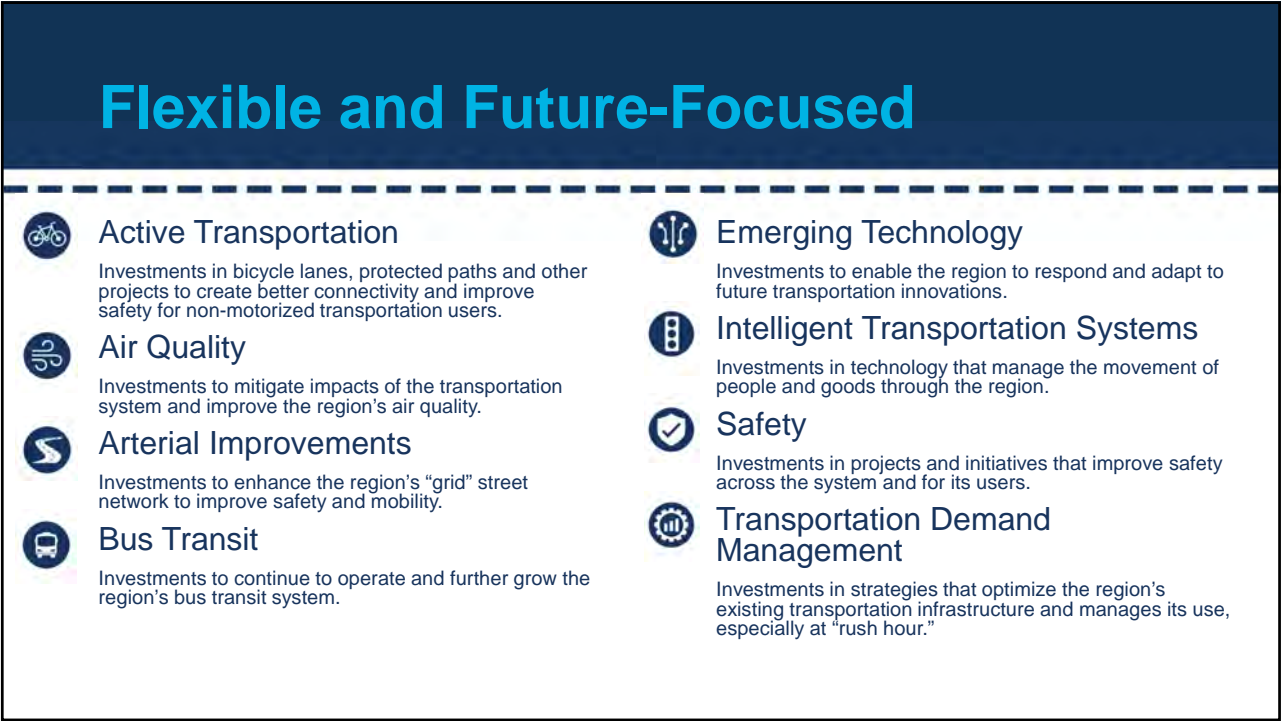 Flexible and Future-Focused
Active Transportation
Investments in bicycle lanes, protected paths and other
projects to create better connectivity and improve
safety for non-motorized transportation users.
Air Quality
Investments to mitigate impacts of the transportation
system and improve the region’s air quality.
Arterial Improvements
Investments to enhance the region’s “grid” street
network to improve safety and mobility.
Bus Transit
Investments to continue to operate and further grow the
region’s bus transit system.
Emerging Technology
Investments to enable the region to respond and adapt to
future transportation innovations.
Intelligent Transportation Systems
Investments in technology that manage the movement of
people and goods through the region.
Safety
Investments in projects and initiatives that improve safety
across the system and for its users.
Transportation Demand
Management
Investments in strategies that optimize the region’s
existing transportation infrastructure and manages its use,
especially at “rush hour.”